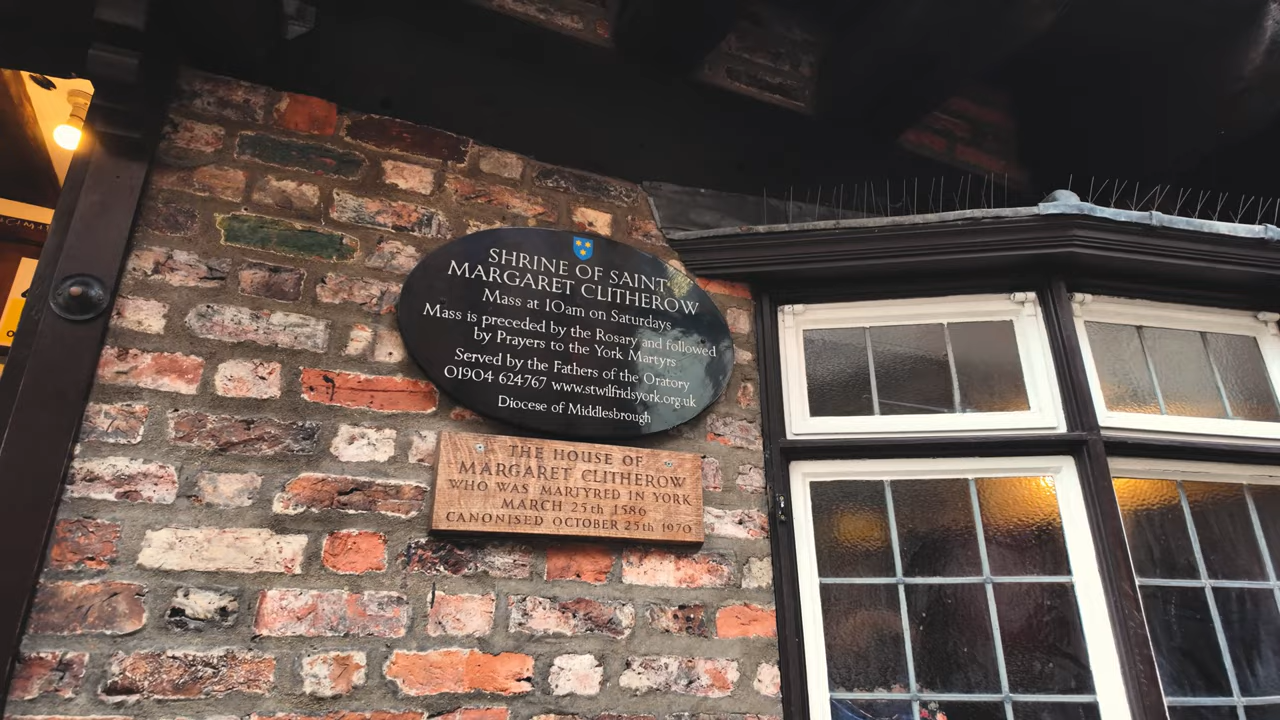 SHRINE OF SAINT
MARGARET CLITHEROW
Mass at 10am on Saturdays
Mass is preceded by the Rosary and followed
by Prayers to the York Martyrs
Served by the Fathers of the Oratory
01904 624767 www.stwilfridsyork.org.uk
Diocese of Middlesbrough
THE HOUSE OF
MARGARET CLITHEROW
WHO WAS MARTYRED IN YORK
MARCH 25th 1586
CANONISED OCTOBER 25th 1970